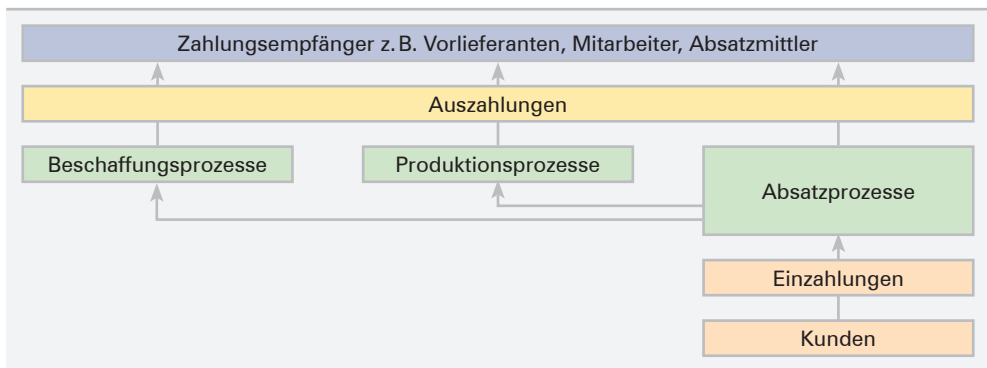 Zahlungsempfänger z. B. Vorlieferanten, Mitarbeiter, Absatzmittler
Auszahlungen
Beschaffungsprozesse
Produktionsprozesse
Absatzprozesse
Einzahlungen
Kunden